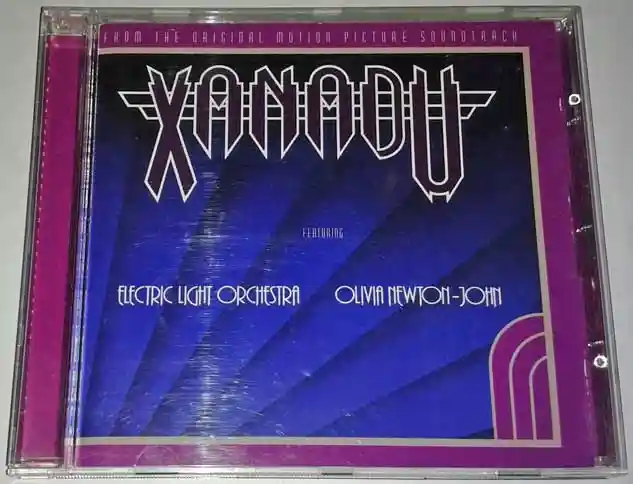 FROM THE ORIGINAL MOTION PICTURE SOUNDTRACK
XANADU
FEATURING
ELECTRIC LIGHT ORCHESTRA OLIVIA NEWTON-JOHN